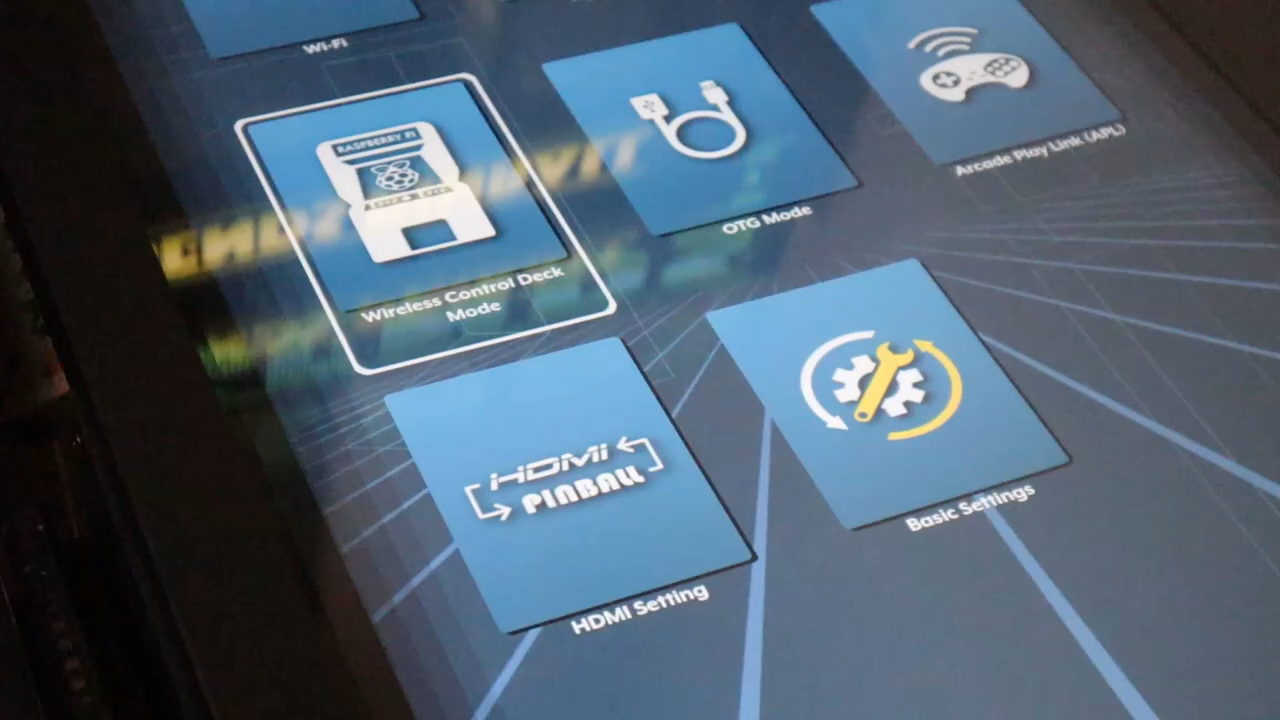 Wi-Fi
RASPBERRY PI
Wireless Control Deck
Mode
OTG Mode
Arcade Play Link (APL)
HDMI
PINBALL
HDMI Setting
Basic Settings